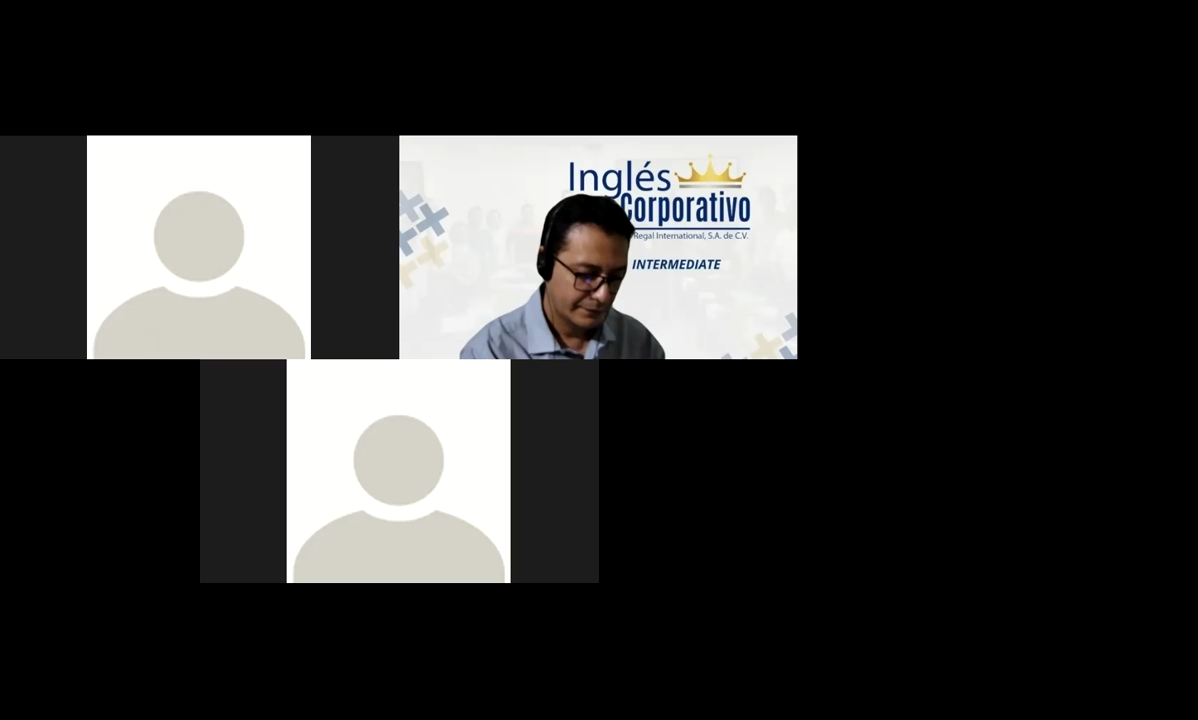 Inglés
Corporativo
Regal International, S.A. de C.V.
INTERMEDIATE